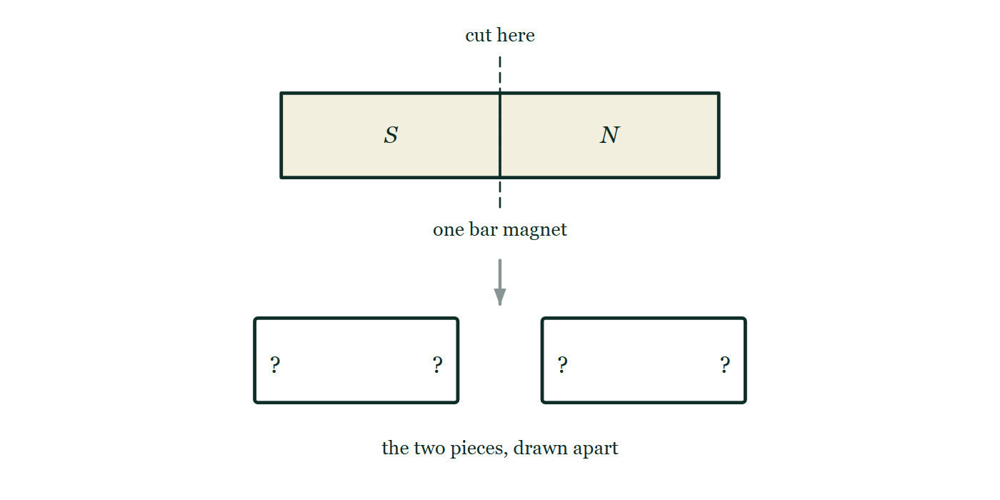 cut here
S N
one bar magnet
? ? ? ?
the two pieces, drawn apart